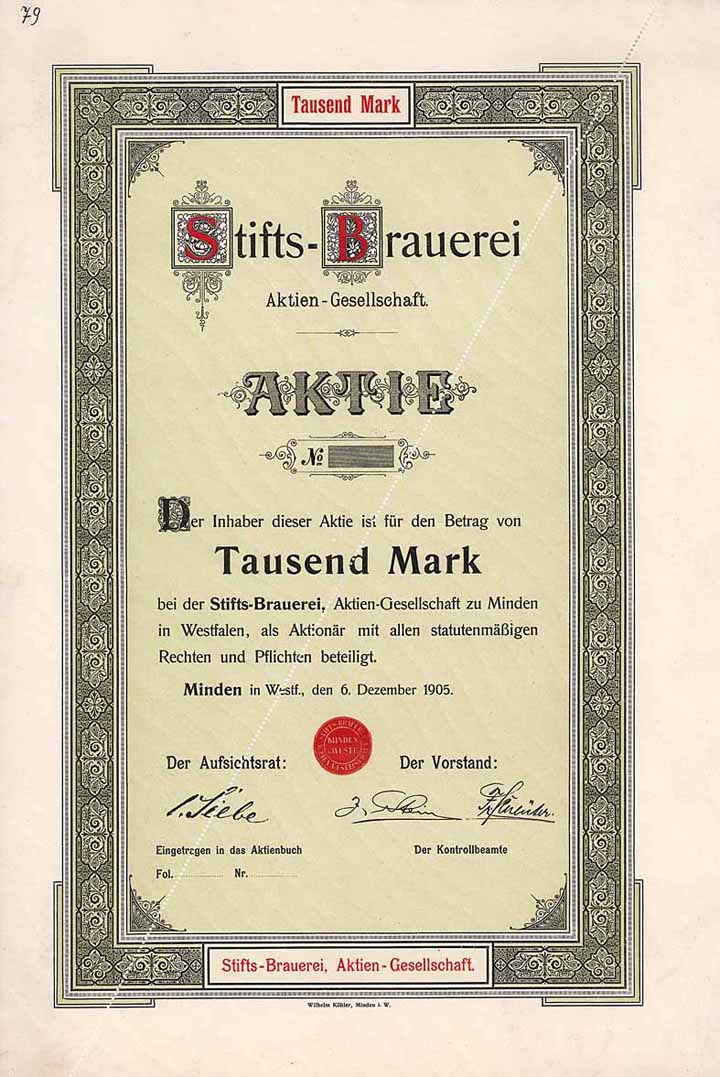 79
Tausend Mark
Stifts-Brauerei
Aktien-Gesellschaft.
AKTIE
No
Der Inhaber dieser Aktie ist für den Betrag von
Tausend Mark
bei der Stifts-Brauerei, Aktien-Gesellschaft zu Minden
in Westfalen, als Aktionär mit allen statutenmäßigen
Rechten und Pflichten beteiligt.
Minden in Westf., den 6. Dezember 1905.
MINDEN
Der Aufsichtsrat: Der Vorstand:
Eingetregen in das Aktienbuch Der Kontrollbeamte
Fol. Nr.
Stifts-Brauerei, Aktien-Gesellschaft.
Wilhelm Köhler, Minden i. W.